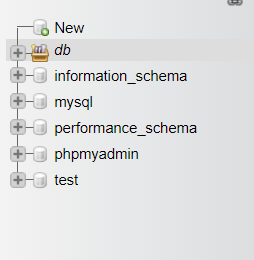 New
db
information_schema
mysql
performance_schema
phpmyadmin
test